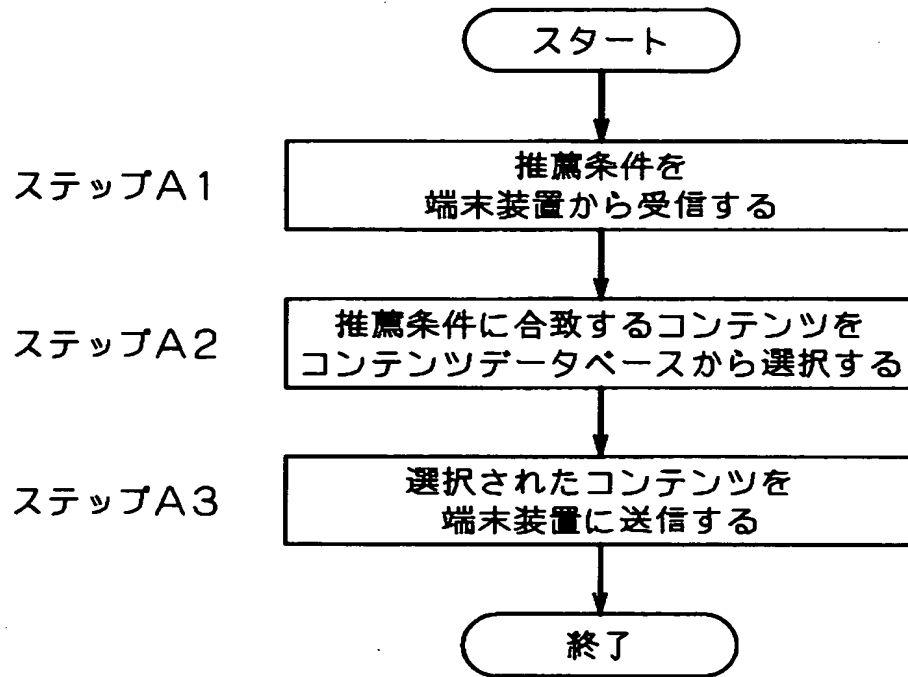 スタート
ステップA1
推薦条件を
端末装置から受信する
ステップA2
推薦条件に合致するコンテンツを
コンテンツデータベースから選択する
ステップA3
選択されたコンテンツを
端末装置に送信する
終了